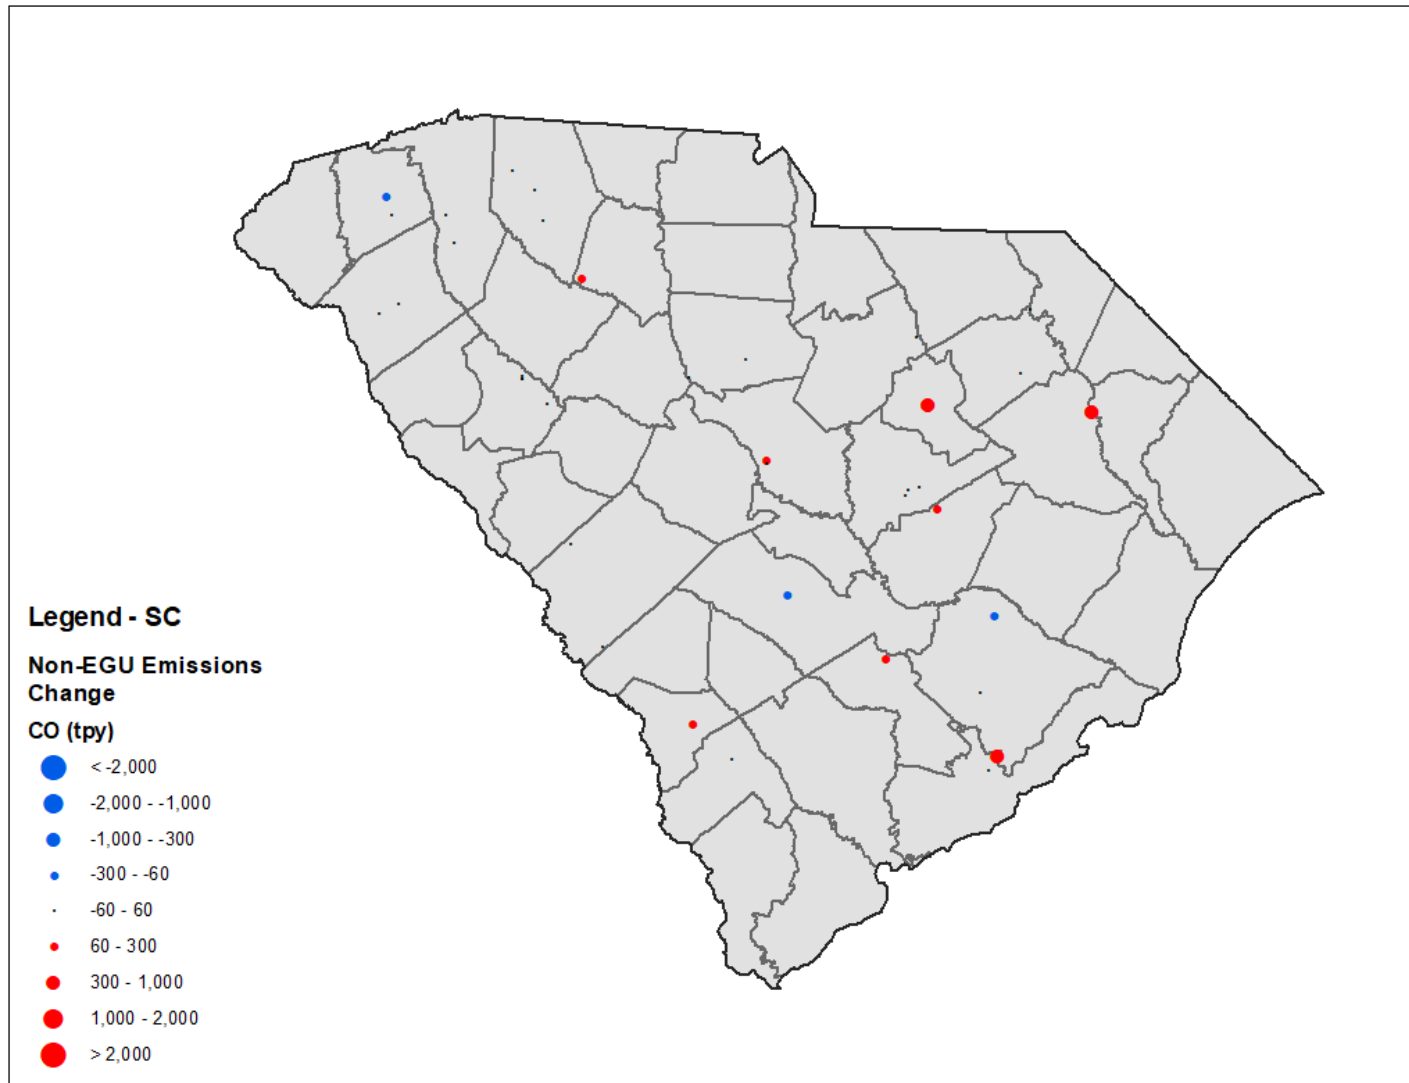 Legend - SC
Non-EGU Emissions
Change
CO (tpy)
< -2,000
-2,000 - -1,000
-1,000 - -300
-300 - -60
-60 - 60
60 - 300
300 - 1,000
1,000 - 2,000
> 2,000